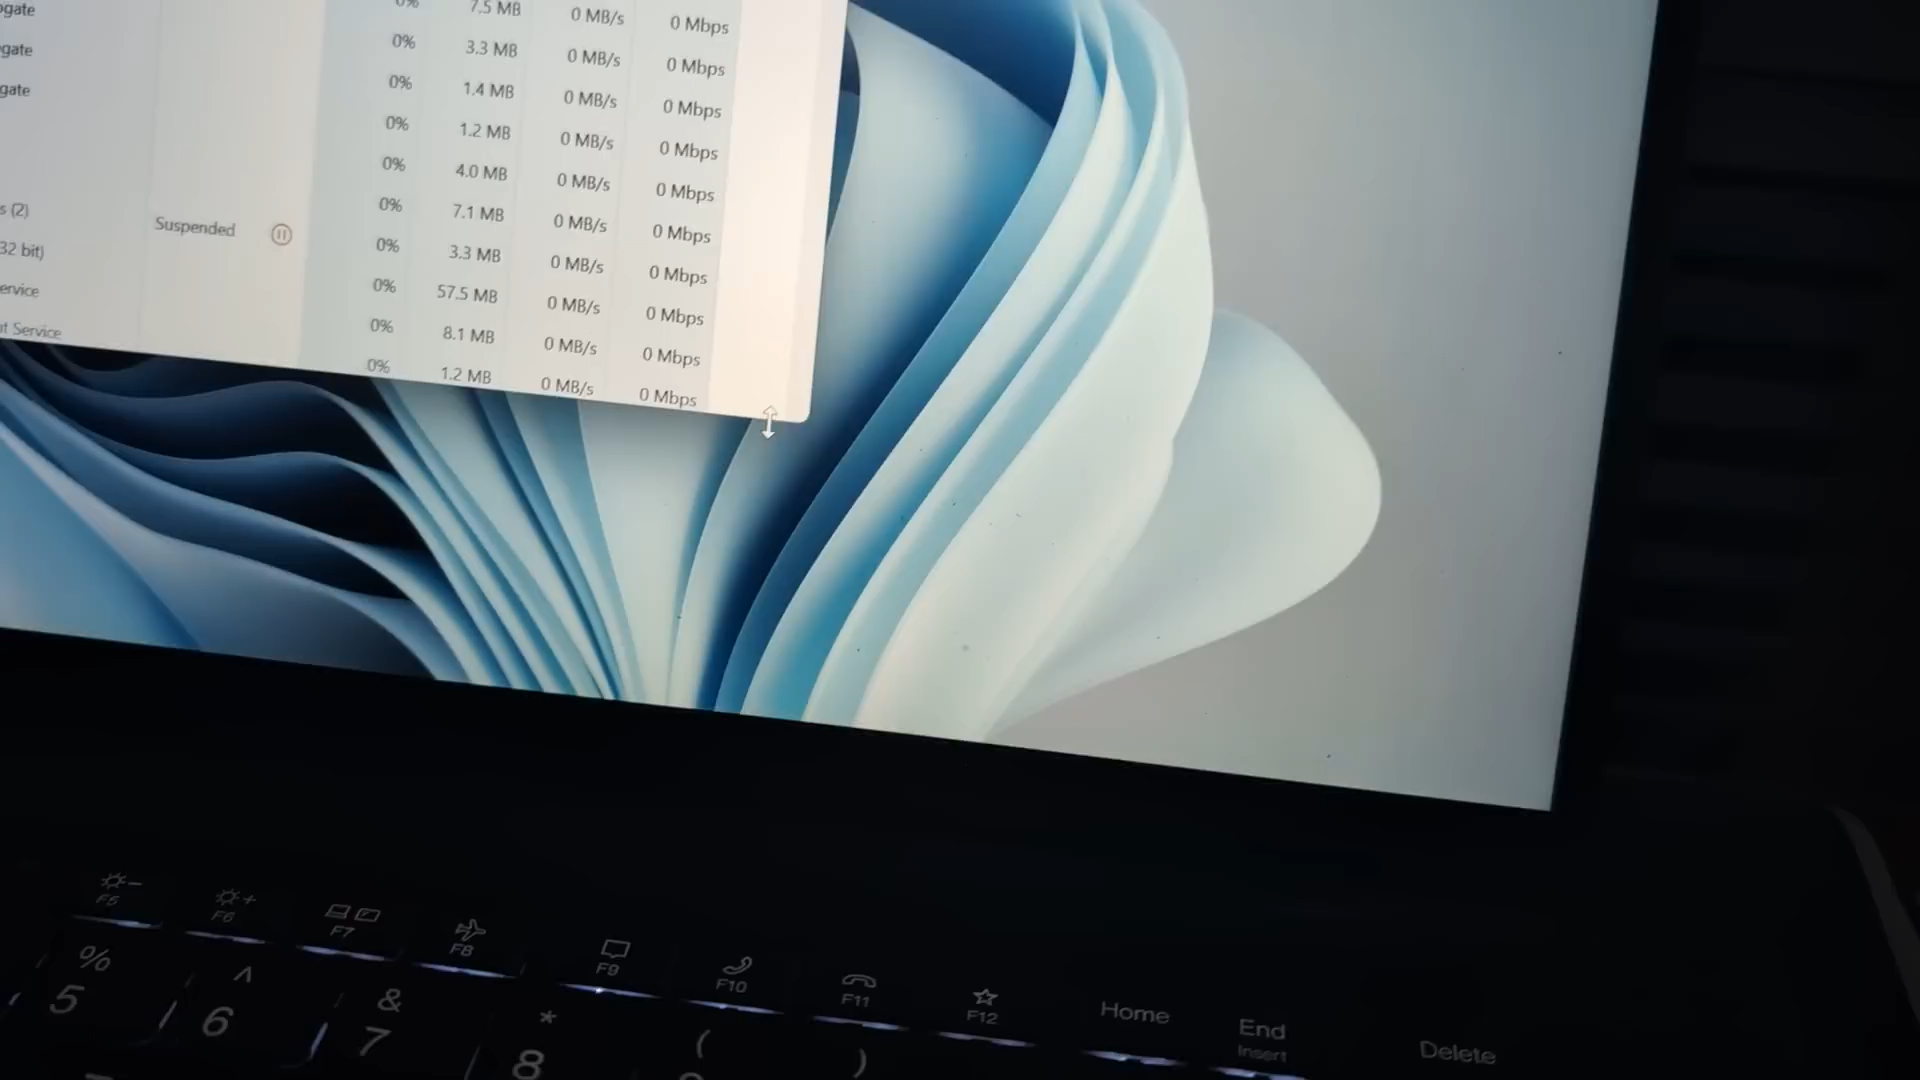 ogate 0% 7.5 MB 0 MB/s 0 Mbps
gate 0% 3.3 MB 0 MB/s 0 Mbps
gate 0% 1.4 MB 0 MB/s 0 Mbps
0% 1.2 MB 0 MB/s 0 Mbps
0% 4.0 MB 0 MB/s 0 Mbps
s (2) Suspended 0% 7.1 MB 0 MB/s 0 Mbps
32 bit) 0% 3.3 MB 0 MB/s 0 Mbps
ervice 0% 57.5 MB 0 MB/s 0 Mbps
t Service 0% 8.1 MB 0 MB/s 0 Mbps
0% 1.2 MB 0 MB/s 0 Mbps
F5 F6 F7 F8 F9 F10 F11 F12 Home End Delete
Insert
% ^ & * ( )
5 6 7 8